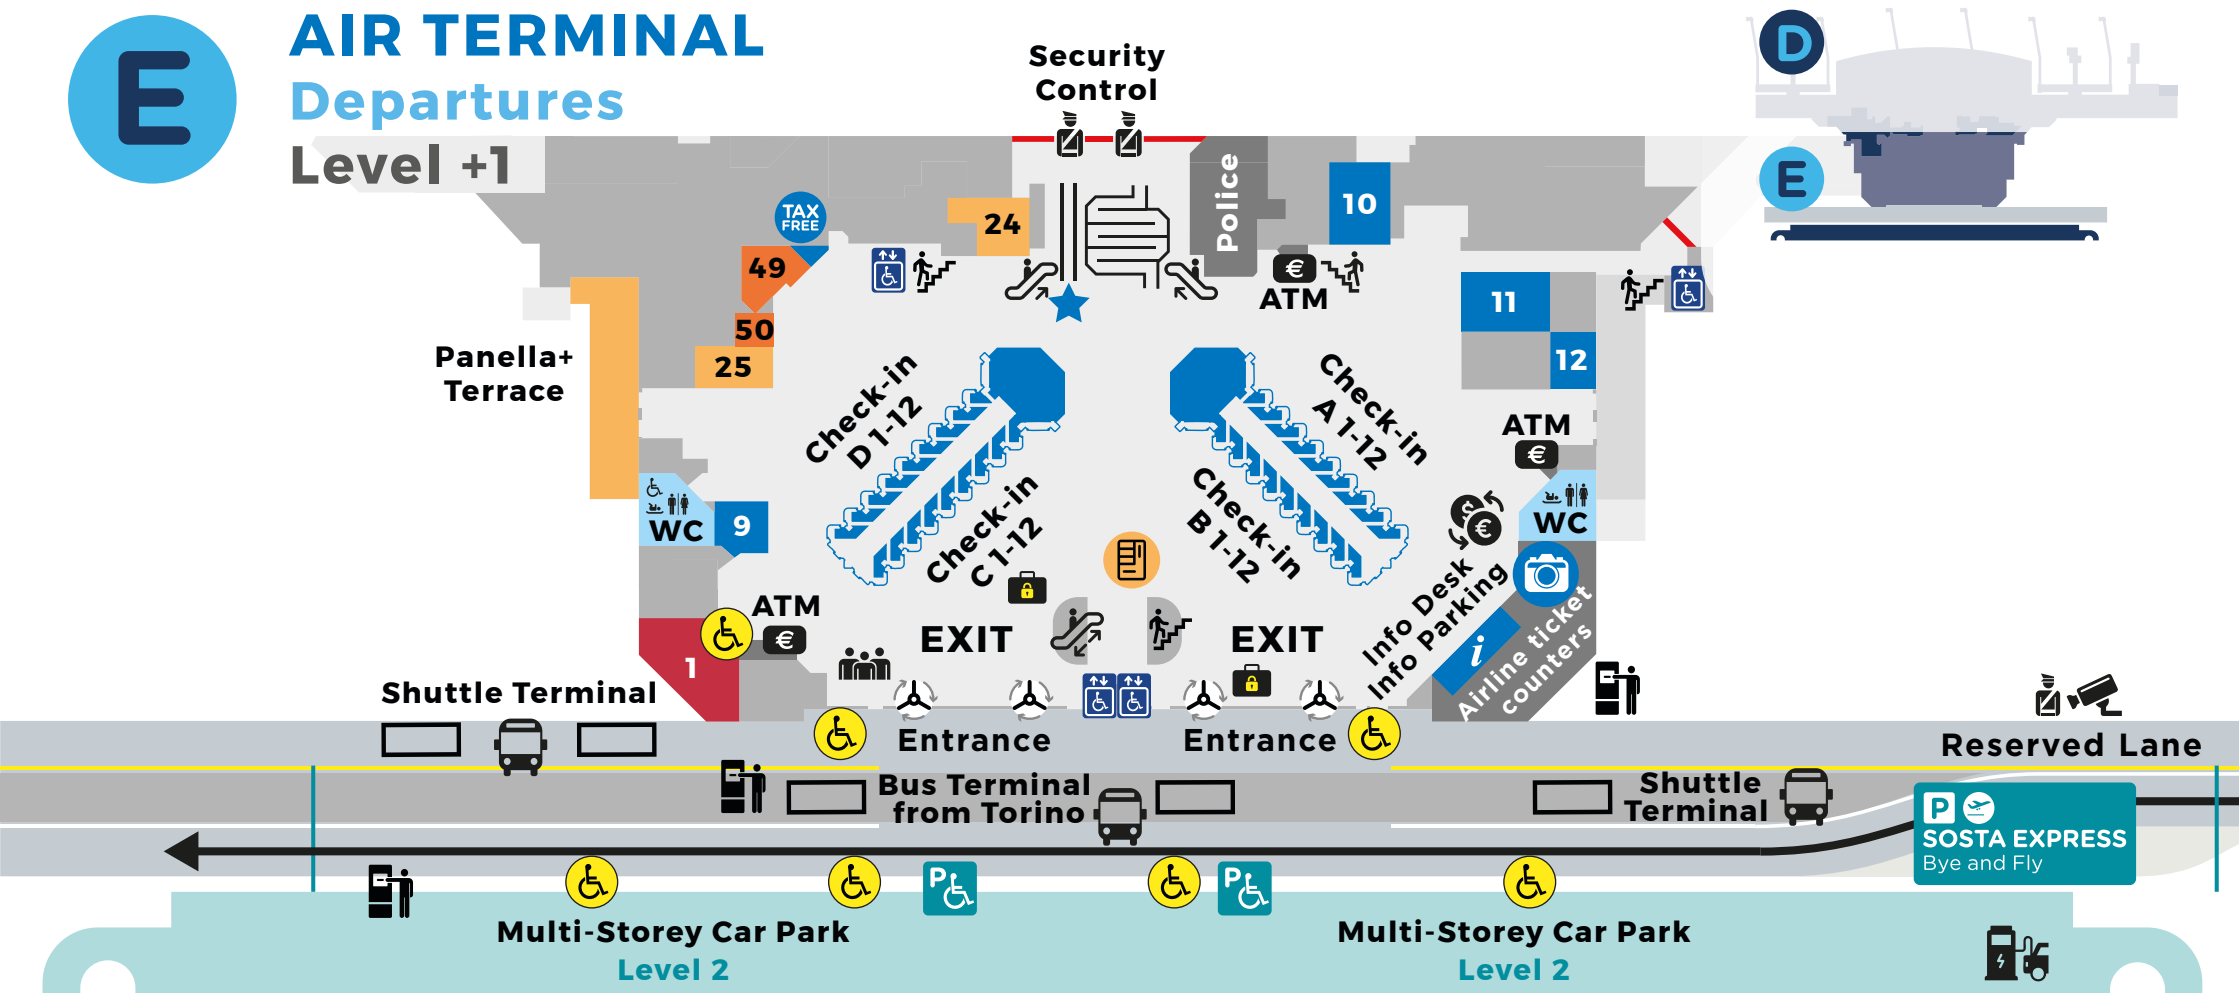 E
AIR TERMINAL
Departures
Level +1
Security
Control
D
E
TAX
FREE
24
Police
10
49
50
25
ATM
€
11
12
Panella+
Terrace
Check-in
D 1-12
Check-in
A 1-12
Check-in
C 1-12
Check-in
B 1-12
ATM
€
WC
9
$
€
WC
ATM
€
1
EXIT
EXIT
Info Desk
Info Parking
i
Airline ticket
counters
Shuttle Terminal
Entrance
Entrance
Reserved Lane
Bus Terminal
from Torino
Shuttle
Terminal
P
SOSTA EXPRESS
Bye and Fly
P
P
Multi-Storey Car Park
Level 2
Multi-Storey Car Park
Level 2